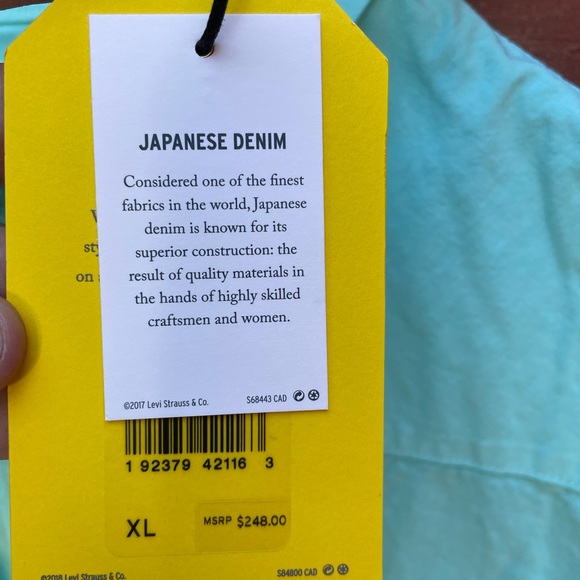 JAPANESE DENIM
Considered one of the finest
fabrics in the world, Japanese
denim is known for its
superior construction: the
result of quality materials in
the hands of highly skilled
craftsmen and women.
©2017 Levi Strauss & Co. S68443 CAD
on
1 92379 42116 3
XL MSRP $248.00
©2018 Levi Strauss & Co. S84800 CAD